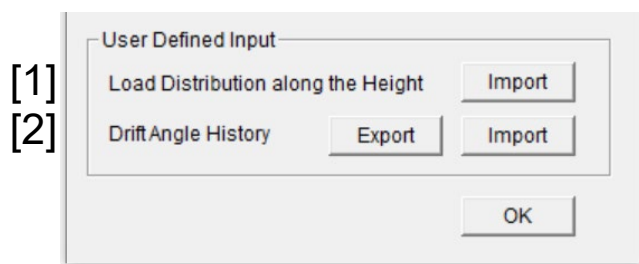 User Defined Input
[1] Load Distribution along the Height Import
[2] Drift Angle History Export Import
OK